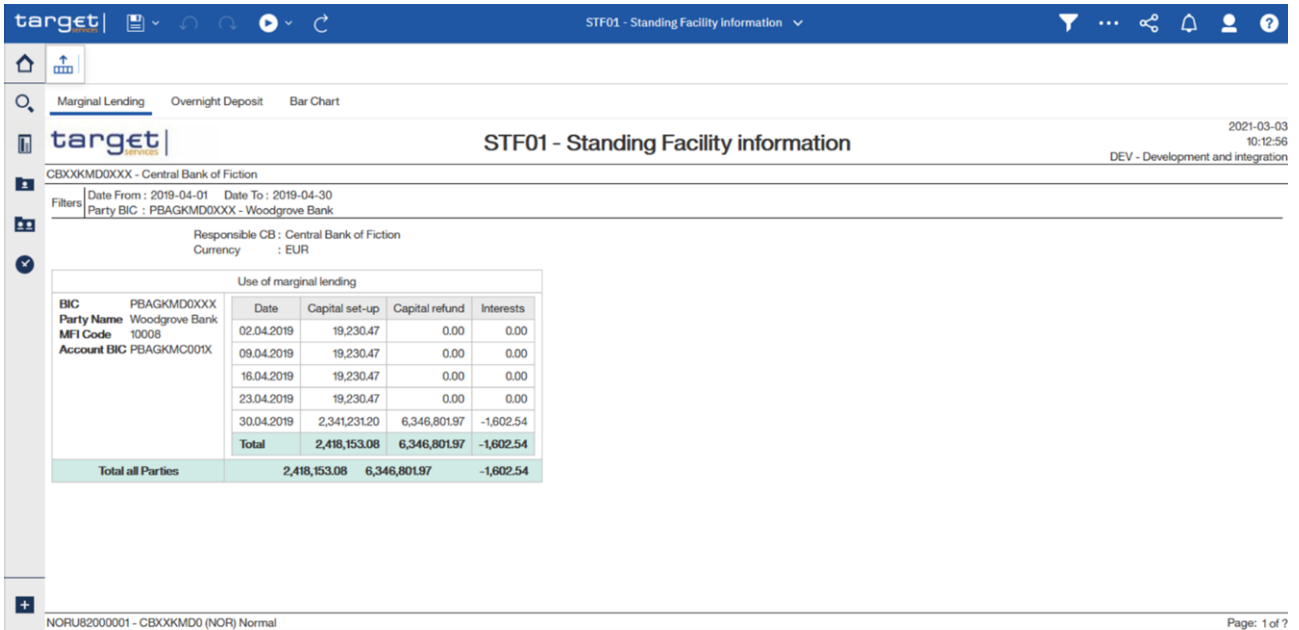 target|
services
STF01 - Standing Facility information
?
Marginal Lending Overnight Deposit Bar Chart
target|
services
STF01 - Standing Facility information
2021-03-03
10:12:56
DEV - Development and integration
CBXXKMD0XXX - Central Bank of Fiction
Filters
Date From : 2019-04-01 Date To : 2019-04-30
Party BIC : PBAGKMD0XXX - Woodgrove Bank
Responsible CB : Central Bank of Fiction
Currency : EUR
Use of marginal lending
BIC PBAGKMD0XXX
Party Name Woodgrove Bank
MFI Code 10008
Account BIC PBAGKMC001X
Date Capital set-up Capital refund Interests
02.04.2019 19,230.47 0.00 0.00
09.04.2019 19,230.47 0.00 0.00
16.04.2019 19,230.47 0.00 0.00
23.04.2019 19,230.47 0.00 0.00
30.04.2019 2,341,231.20 6,346,801.97 -1,602.54
Total 2,418,153.08 6,346,801.97 -1,602.54
Total all Parties 2,418,153.08 6,346,801.97 -1,602.54
NORU82000001 - CBXXKMD0 (NOR) Normal
Page: 1 of ?